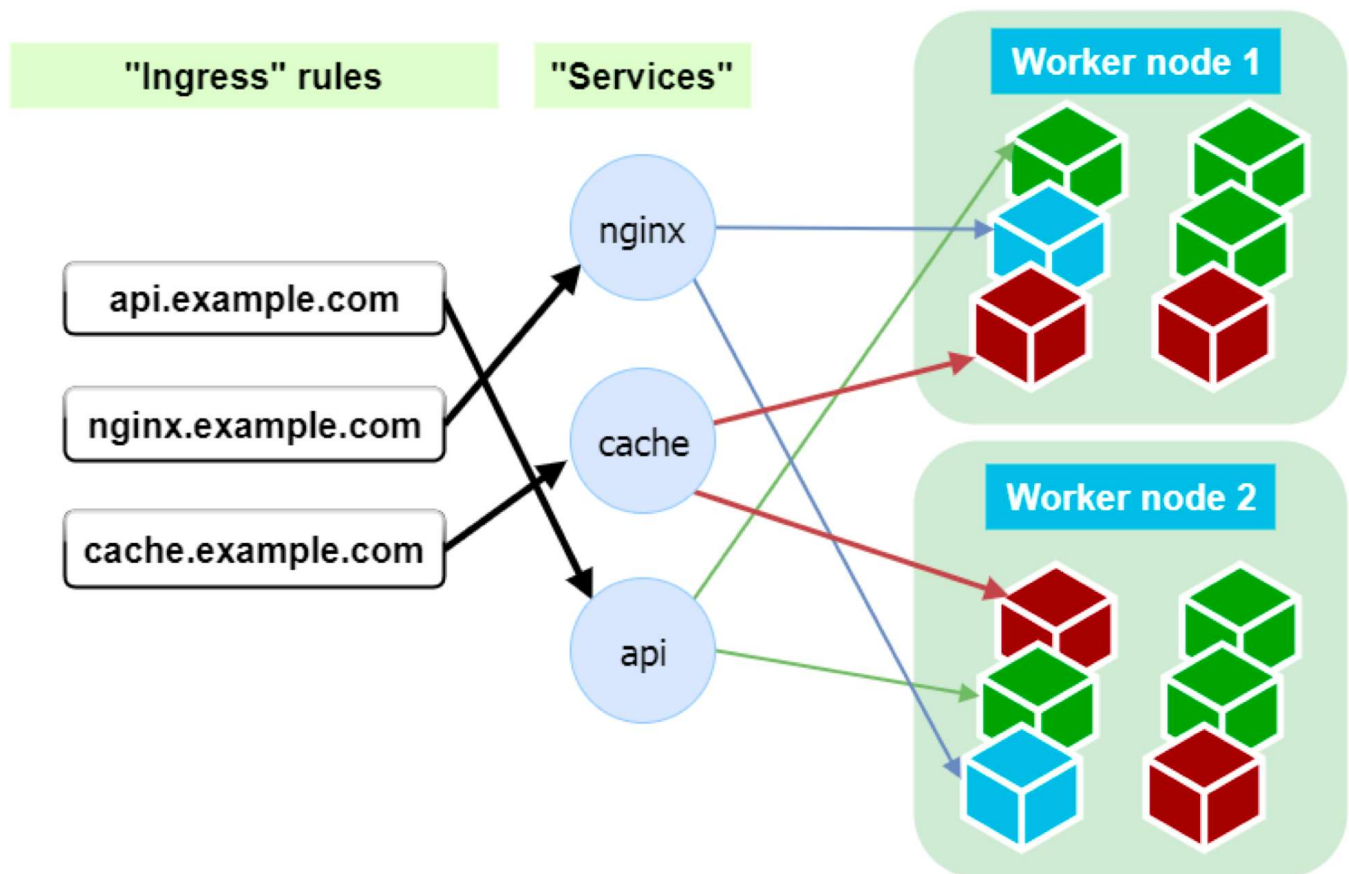 "Ingress" rules
"Services"
Worker node 1
nginx
api.example.com
nginx.example.com
cache
cache.example.com
Worker node 2
api